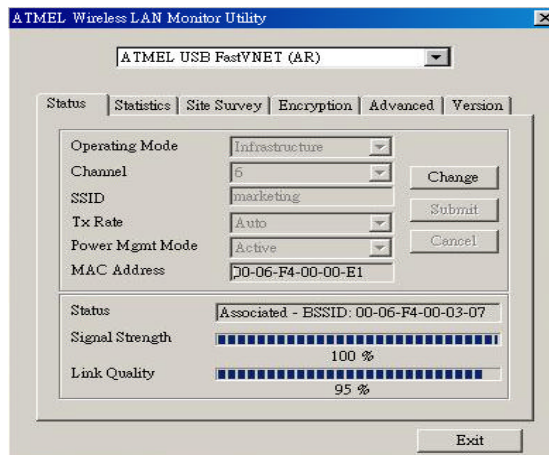 ATMEL Wireless LAN Monitor Utility
ATMEL USB FastVNET (AR)
Status Statistics Site Survey Encryption Advanced Version
Operating Mode Infrastructure
Channel 6
Change
SSID marketing
Submit
Tx Rate Auto
Power Mgmt Mode Active
Cancel
MAC Address 00-06-F4-00-00-E1
Status Associated - BSSID: 00-06-F4-00-03-07
Signal Strength
100 %
Link Quality
95 %
Exit